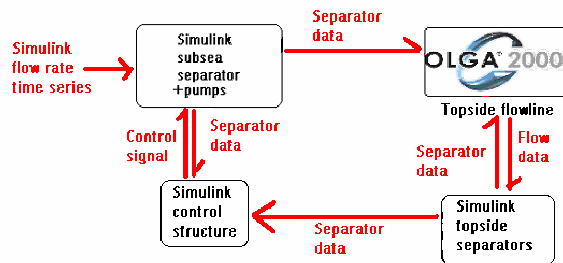 Simulink
flow rate
time series
Simulink
subsea
separator
+pumps
Separator
data
OLGA® 2000
Topside flowline
Control
signal
Separator
data
Separator
data
Flow
data
Simulink
control
structure
Separator
data
Simulink
topside
separators